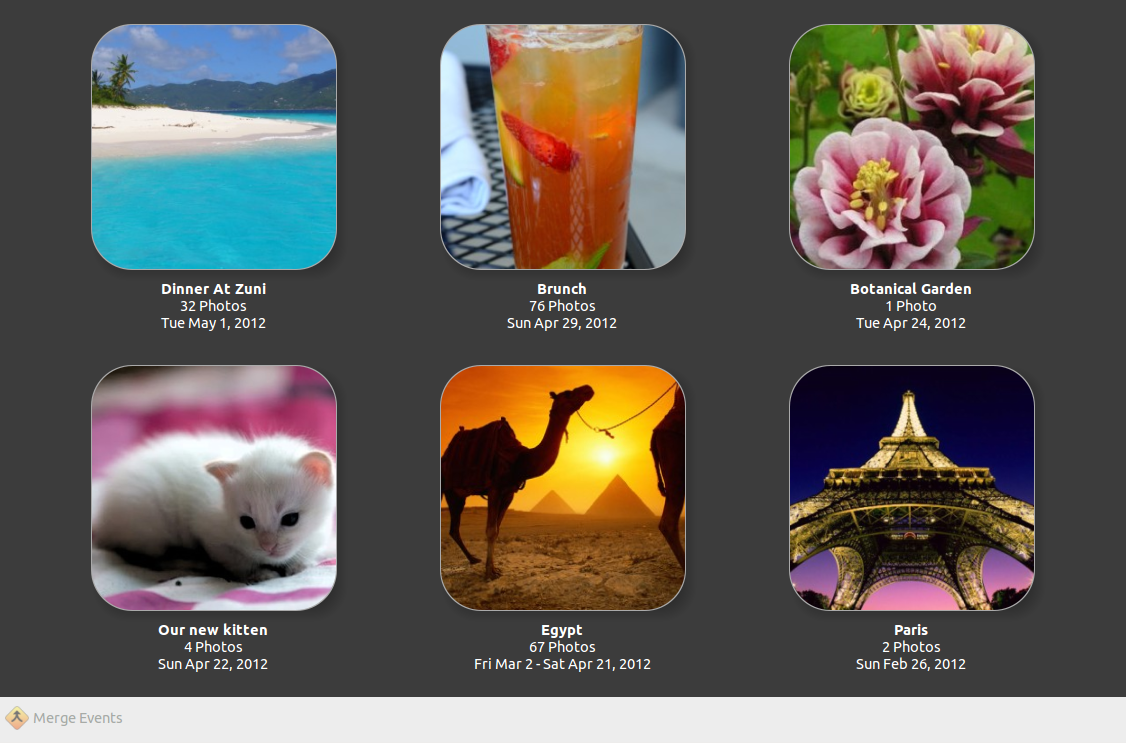 Dinner At Zuni
32 Photos
Tue May 1, 2012
Brunch
76 Photos
Sun Apr 29, 2012
Botanical Garden
1 Photo
Tue Apr 24, 2012
Our new kitten
4 Photos
Sun Apr 22, 2012
Egypt
67 Photos
Fri Mar 2 - Sat Apr 21, 2012
Paris
2 Photos
Sun Feb 26, 2012
Merge Events